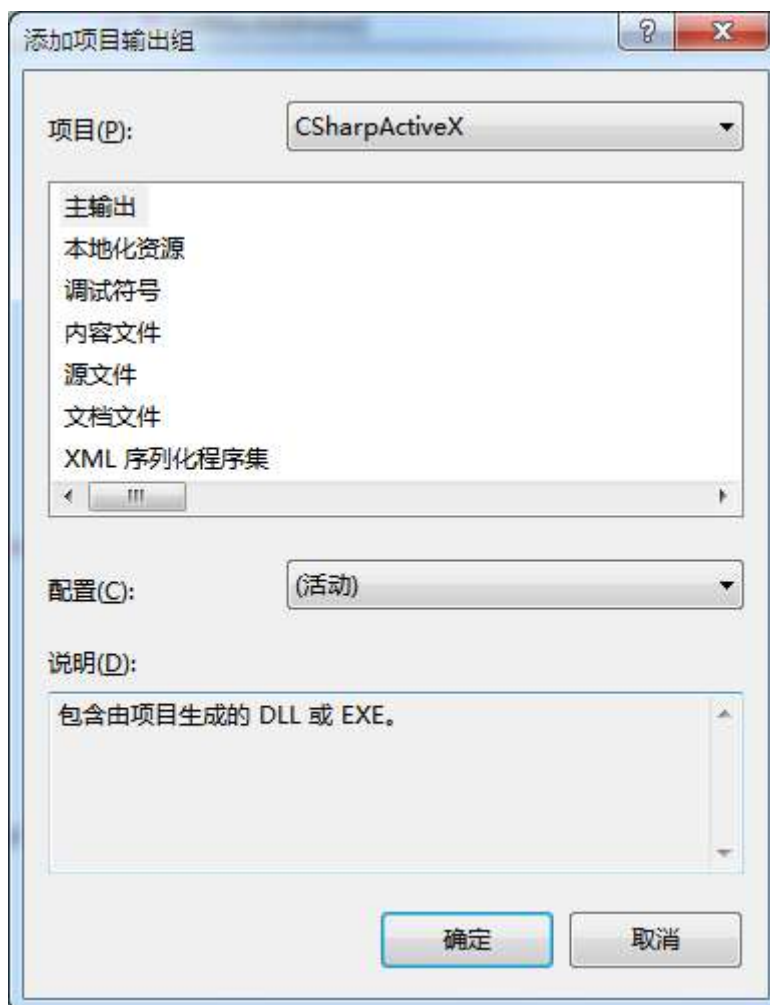 添加项目输出组
项目(P): CSharpActiveX
主输出
本地化资源
调试符号
内容文件
源文件
文档文件
XML 序列化程序集
配置(C): (活动)
说明(D):
包含由项目生成的 DLL 或 EXE。
确定 取消